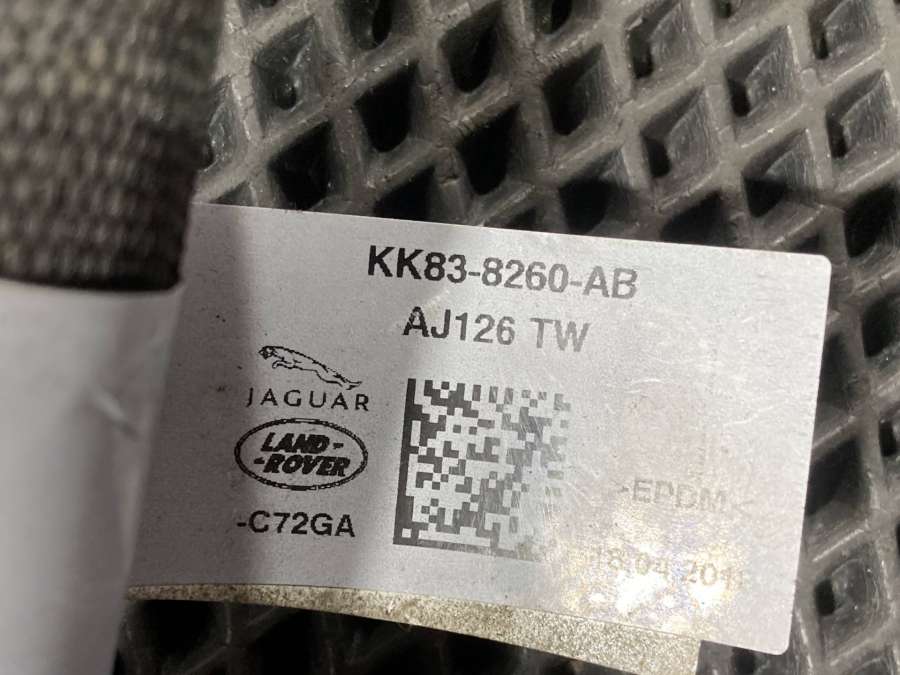 KK83-8260-AB
AJ126 TW
JAGUAR
LAND-
-ROVER
-C72GA
-EPDM-